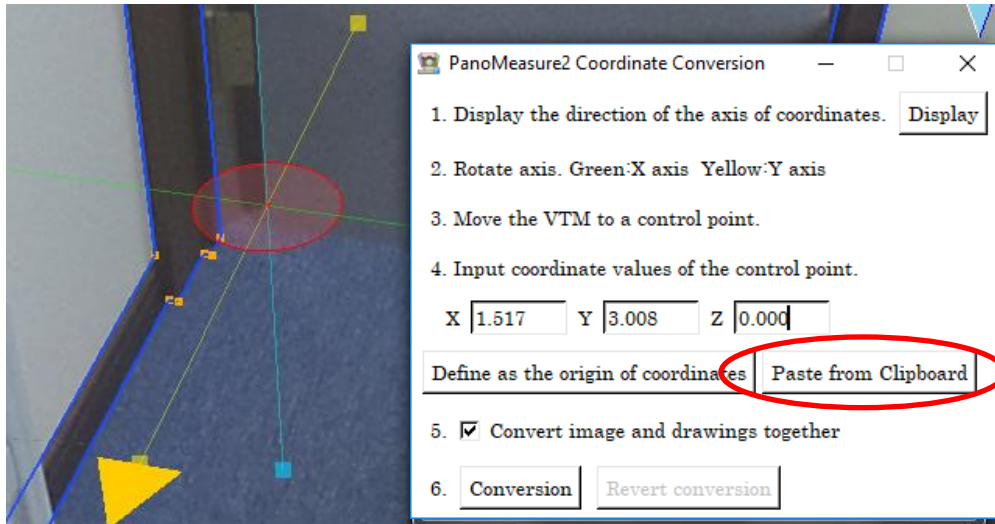 PanoMeasure2 Coordinate Conversion
1. Display the direction of the axis of coordinates. Display
2. Rotate axis. Green:X axis Yellow:Y axis
3. Move the VTM to a control point.
4. Input coordinate values of the control point.
X 1.517 Y 3.008 Z 0.000
Define as the origin of coordinates Paste from Clipboard
5. Convert image and drawings together
6. Conversion Revert conversion